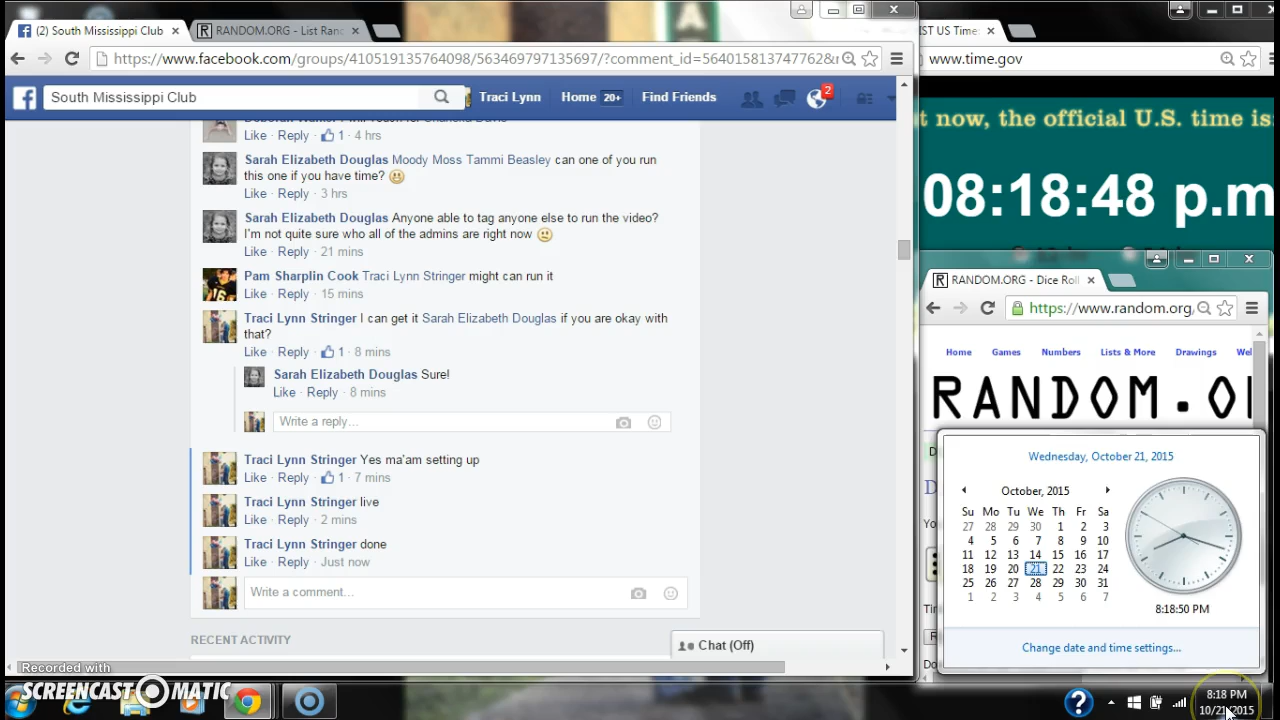 (2) South Mississippi Club
RANDOM.ORG - List Ranc
https://www.facebook.com/groups/410519135764098/563469797135697/?comment_id=564015813747762&r
South Mississippi Club
Traci Lynn
Home 20+
Find Friends
2
Like · Reply · 1 · 4 hrs
Sarah Elizabeth Douglas Moody Moss Tammi Beasley can one of you run
this one if you have time?
Like · Reply · 3 hrs
Sarah Elizabeth Douglas Anyone able to tag anyone else to run the video?
I'm not quite sure who all of the admins are right now
Like · Reply · 21 mins
Pam Sharplin Cook Traci Lynn Stringer might can run it
Like · Reply · 15 mins
Traci Lynn Stringer I can get it Sarah Elizabeth Douglas if you are okay with
that?
Like · Reply · 1 · 8 mins
Sarah Elizabeth Douglas Sure!
Like · Reply · 8 mins
Write a reply...
Traci Lynn Stringer Yes ma'am setting up
Like · Reply · 1 · 7 mins
Traci Lynn Stringer live
Like · Reply · 2 mins
Traci Lynn Stringer done
Like · Reply · Just now
Write a comment...
RECENT ACTIVITY
Chat (Off)
Recorded with
SCREENCAST-O-MATIC
IST US Time:
www.time.gov
t now, the official U.S. time is:
08:18:48 p.m
RANDOM.ORG - Dice Roll
https://www.random.org
Home Games Numbers Lists & More Drawings Wel
RANDOM.O
Wednesday, October 21, 2015
October, 2015
Su Mo Tu We Th Fr Sa
27 28 29 30 1 2 3
4 5 6 7 8 9 10
11 12 13 14 15 16 17
18 19 20 21 22 23 24
25 26 27 28 29 30 31
1 2 3 4 5 6 7
8:18:50 PM
Change date and time settings...
8:18 PM
10/21/2015